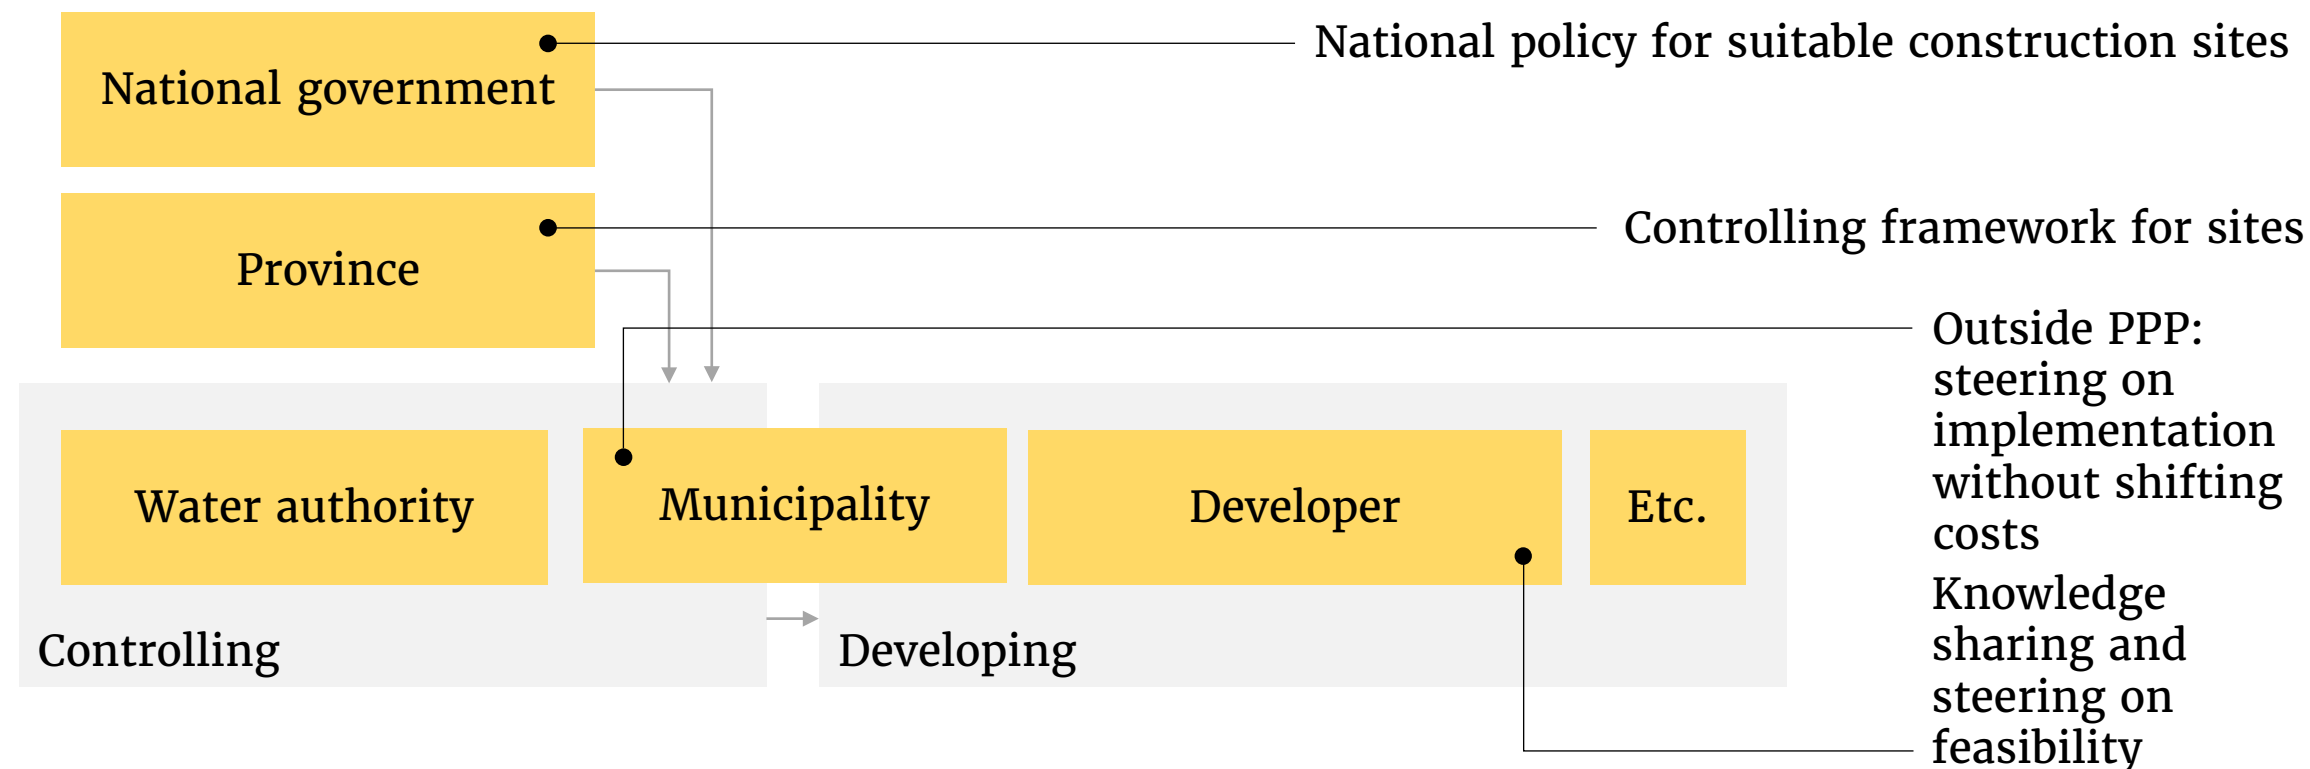 National government
National policy for suitable construction sites
Province
Controlling framework for sites
Outside PPP:
steering on
implementation
without shifting
costs
Water authority
Municipality
Developer
Etc.
Controlling
Developing
Knowledge
sharing and
steering on
feasibility